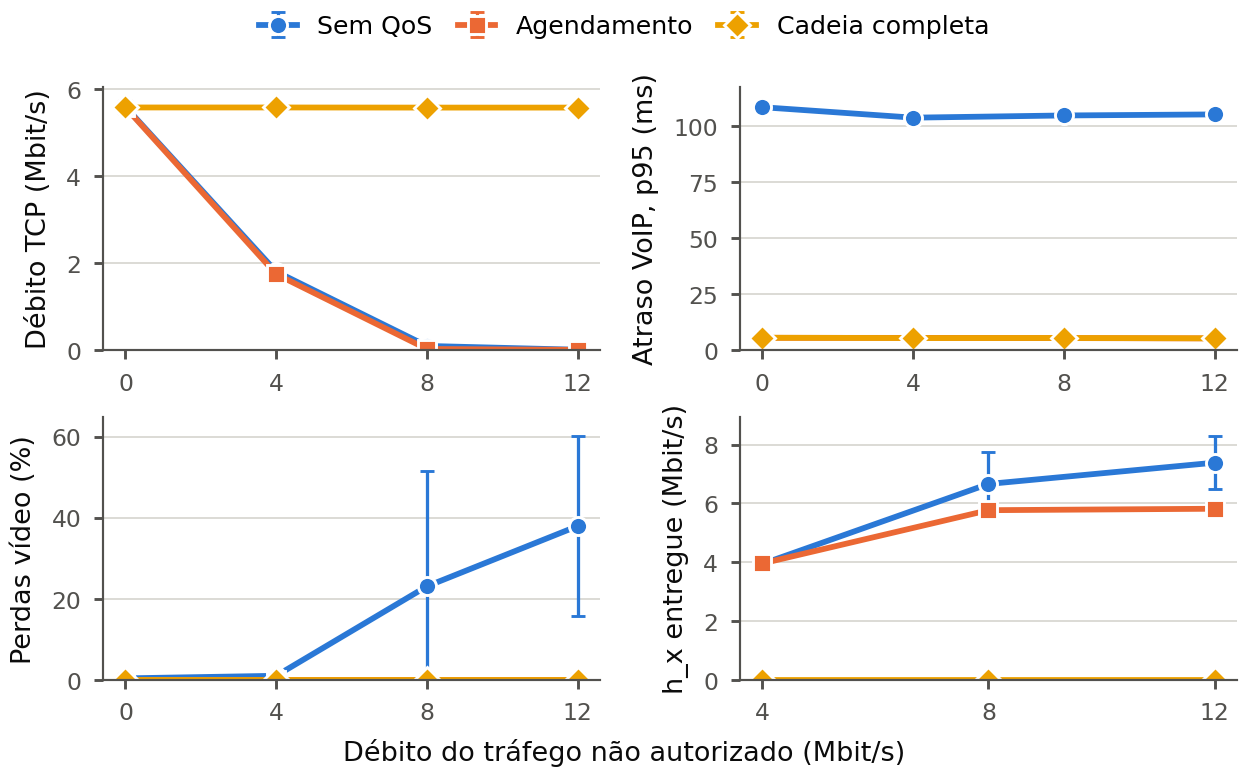 Sem QoS Agendamento Cadeia completa
Débito TCP (Mbit/s)
6
4
2
0
0 4 8 12
Atraso VoIP, p95 (ms)
100
75
50
25
0
0 4 8 12
Perdas vídeo (%)
60
40
20
0
0 4 8 12
h_x entregue (Mbit/s)
8
6
4
2
0
4 8 12
Débito do tráfego não autorizado (Mbit/s)